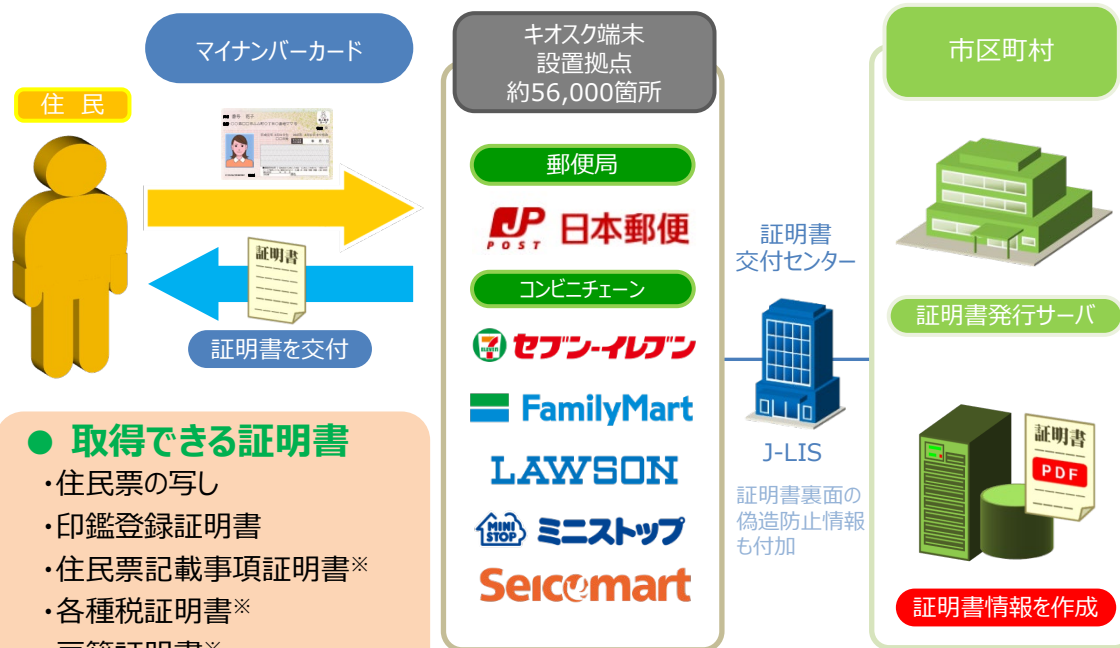 マイナンバーカード
住 民
証明書
証明書を交付
● 取得できる証明書
・住民票の写し
・印鑑登録証明書
・住民票記載事項証明書※
・各種税証明書※
・戸籍証明書※
キオスク端末
設置拠点
約56,000箇所
郵便局
JP
POST
日本郵便
コンビニチェーン
7
ELEVEn
セブン-イレブン
FamilyMart
LAWSON
MINI
STOP
ミニストップ
Seicomart
証明書
交付センター
J-LIS
証明書裏面の
偽造防止情報
も付加
市区町村
証明書発行サーバ
証明書
PDF
証明書情報を作成